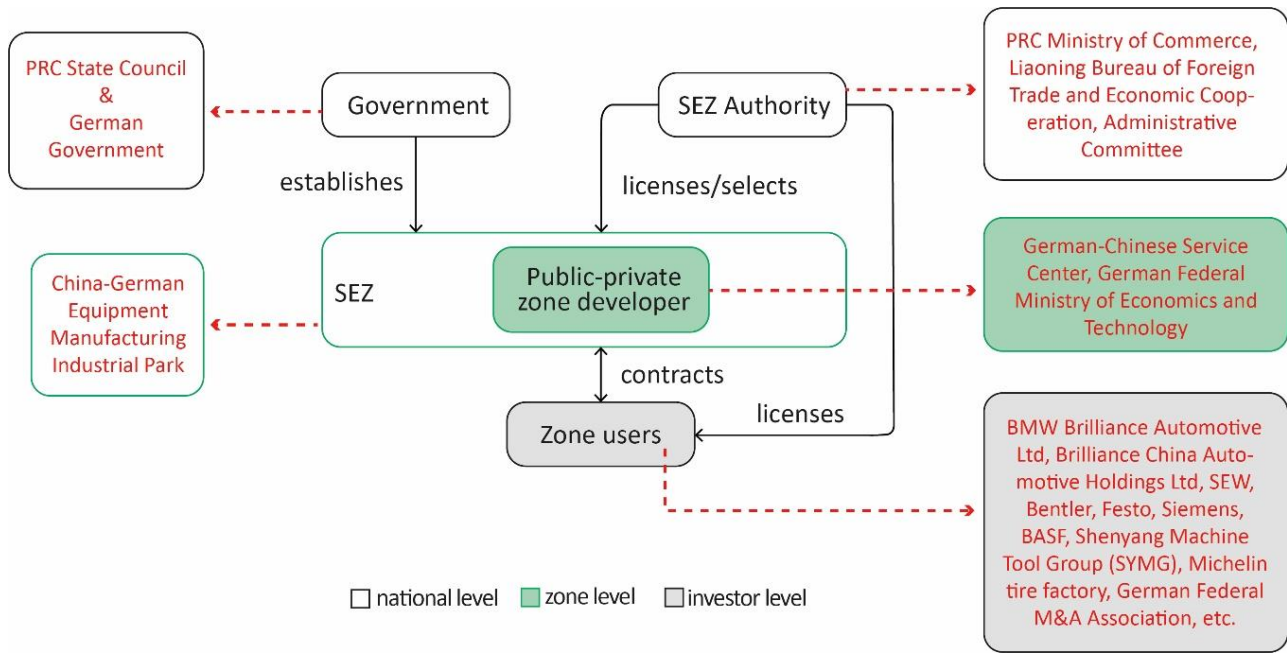 PRC State Council
&
German
Government
Government
SEZ Authority
PRC Ministry of Commerce,
Liaoning Bureau of Foreign
Trade and Economic Coop-
eration, Administrative
Committee
establishes
licenses/selects
China-German
Equipment
Manufacturing
Industrial Park
SEZ
Public-private
zone developer
German-Chinese Service
Center, German Federal
Ministry of Economics and
Technology
contracts
licenses
Zone users
BMW Brilliance Automotive
Ltd, Brilliance China Auto-
motive Holdings Ltd, SEW,
Bentler, Festo, Siemens,
BASF, Shenyang Machine
Tool Group (SYMG), Michelin
tire factory, German Federal
M&A Association, etc.
national level
zone level
investor level